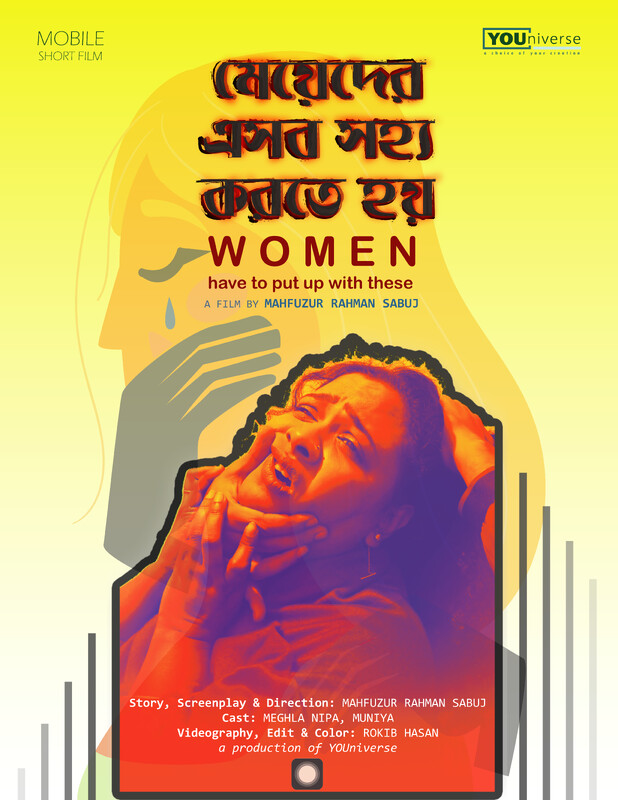 MOBILE
SHORT FILM
YOUniverse
a choice of your creation
মেয়েদের
এসব সহ্য
করতে হয়
WOMEN
have to put up with these
A FILM BY MAHFUZUR RAHMAN SABUJ
Story, Screenplay & Direction: MAHFUZUR RAHMAN SABUJ
Cast: MEGHLA NIPA, MUNIYA
Videography, Edit & Color: ROKIB HASAN
a production of YOUniverse